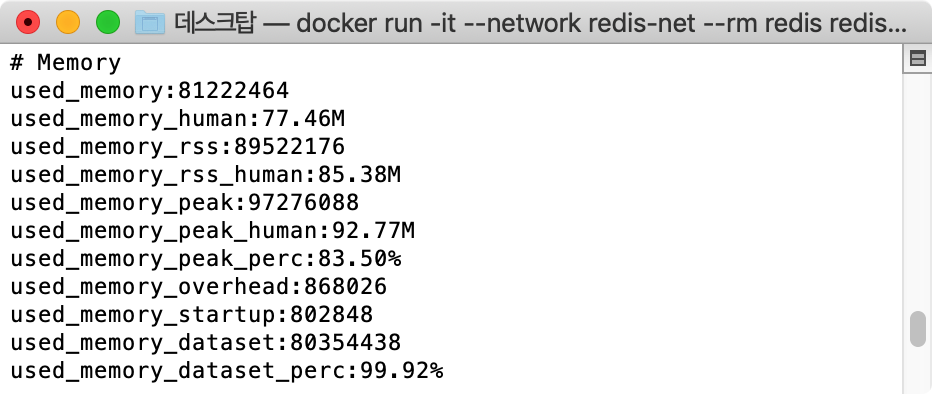 데스크탑 — docker run -it --network redis-net --rm redis redis...
# Memory
used_memory:81222464
used_memory_human:77.46M
used_memory_rss:89522176
used_memory_rss_human:85.38M
used_memory_peak:97276088
used_memory_peak_human:92.77M
used_memory_peak_perc:83.50%
used_memory_overhead:868026
used_memory_startup:802848
used_memory_dataset:80354438
used_memory_dataset_perc:99.92%